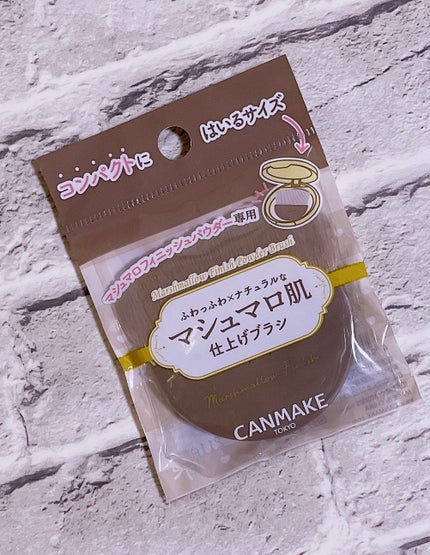 コンパクトに
はいるサイズ
マシュマロフィニッシュパウダー専用
Marshmallow Finish Powder Brush
ふわっふわ×ナチュラルな
マシュマロ肌
仕上げブラシ
Marshmallow Finish
CANMAKE
TOKYO